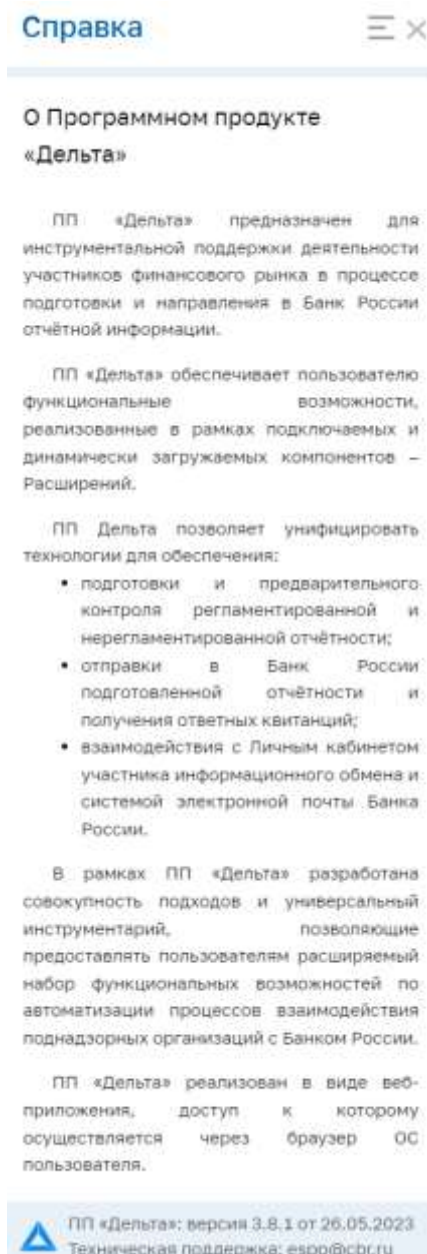 Справка
О Программном продукте
«Дельта»
ПП «Дельта» предназначен для
инструментальной поддержки деятельности
участников финансового рынка в процессе
подготовки и направления в Банк России
отчётной информации.
ПП «Дельта» обеспечивает пользователю
функциональные возможности,
реализованные в рамках подключаемых и
динамически загружаемых компонентов –
Расширений.
ПП Дельта позволяет унифицировать
технологии для обеспечения:
• подготовки и предварительного
контроля регламентированной и
нерегламентированной отчётности;
• отправки в Банк России
подготовленной отчётности и
получения ответных квитанций;
• взаимодействия с Личным кабинетом
участника информационного обмена и
системой электронной почты Банка
России.
В рамках ПП «Дельта» разработана
совокупность подходов и универсальный
инструментарий, позволяющие
предоставлять пользователям расширяемый
набор функциональных возможностей по
автоматизации процессов взаимодействия
поднадзорных организаций с Банком России.
ПП «Дельта» реализован в виде веб-
приложения, доступ к которому
осуществляется через браузер ОС
пользователя.
ПП «Дельта»: версия 3.8.1 от 26.05.2023
Техническая поддержка: espp@cbr.ru